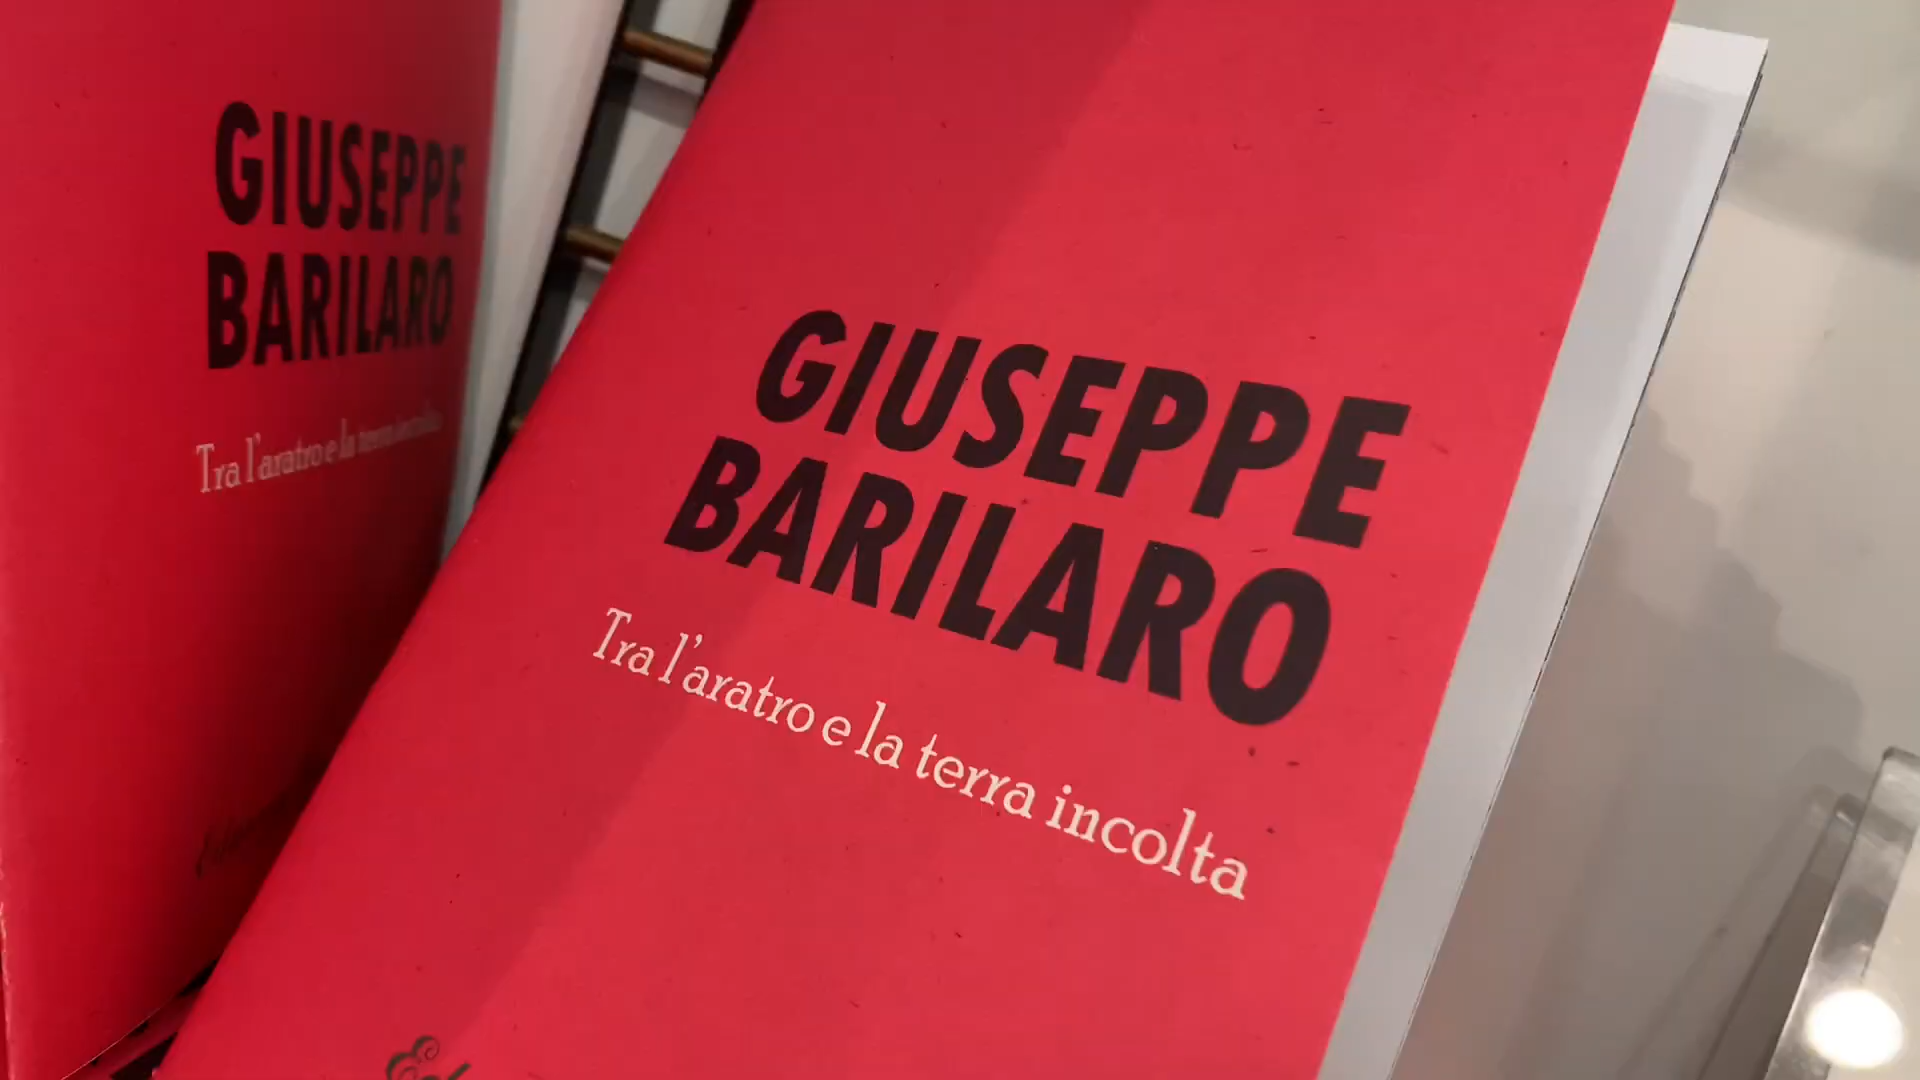 GIUSEPPE
BARILARO
Tra l'aratro e la terra incolta
GIUSEPPE
BARILARO
Tra l'aratro e la terra incolta